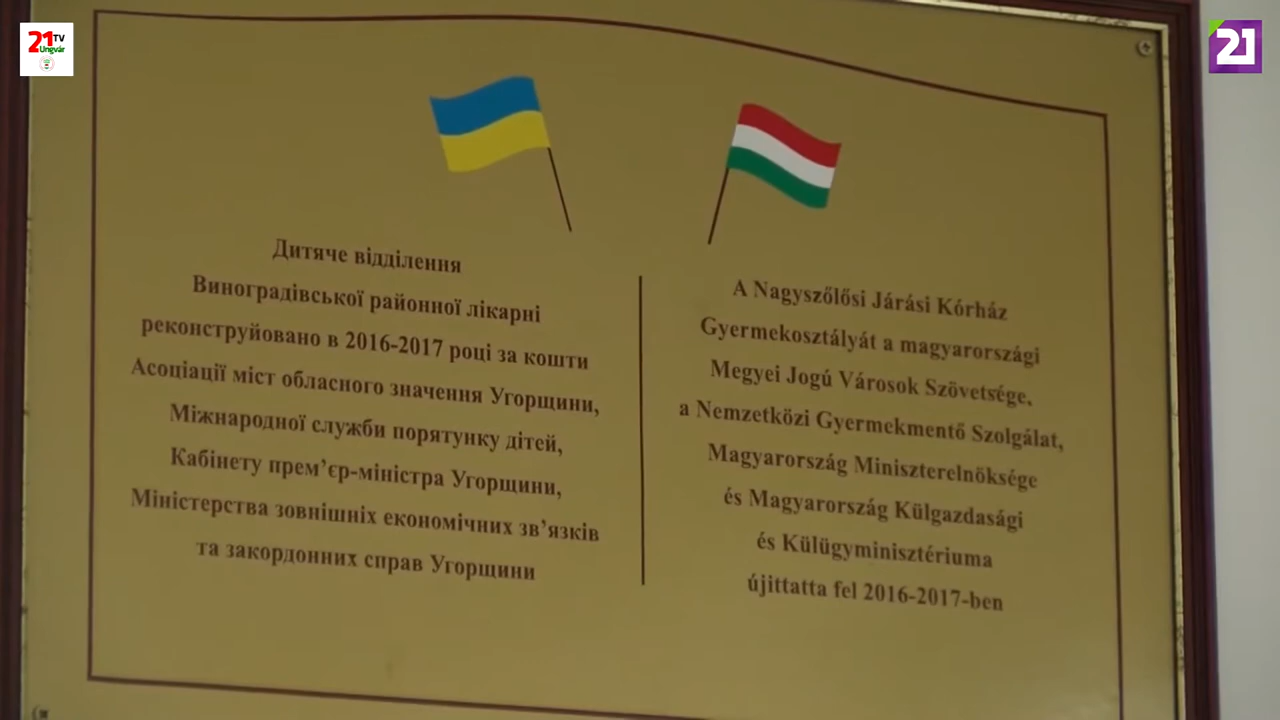 21 TV
Ungvár
21
Дитяче відділення
Виноградівської районної лікарні
реконструйовано в 2016-2017 році за кошти
Асоціації міст обласного значення Угорщини,
Міжнародної служби порятунку дітей,
Кабінету прем’єр-міністра Угорщини,
Міністерства зовнішніх економічних зв’язків
та закордонних справ Угорщини
A Nagyszőlősi Járási Kórház
Gyermekosztályát a magyarországi
Megyei Jogú Városok Szövetsége,
a Nemzetközi Gyermekmentő Szolgálat,
Magyarország Miniszterelnöksége
és Magyarország Külgazdasági
és Külügyminisztériuma
újittatta fel 2016-2017-ben